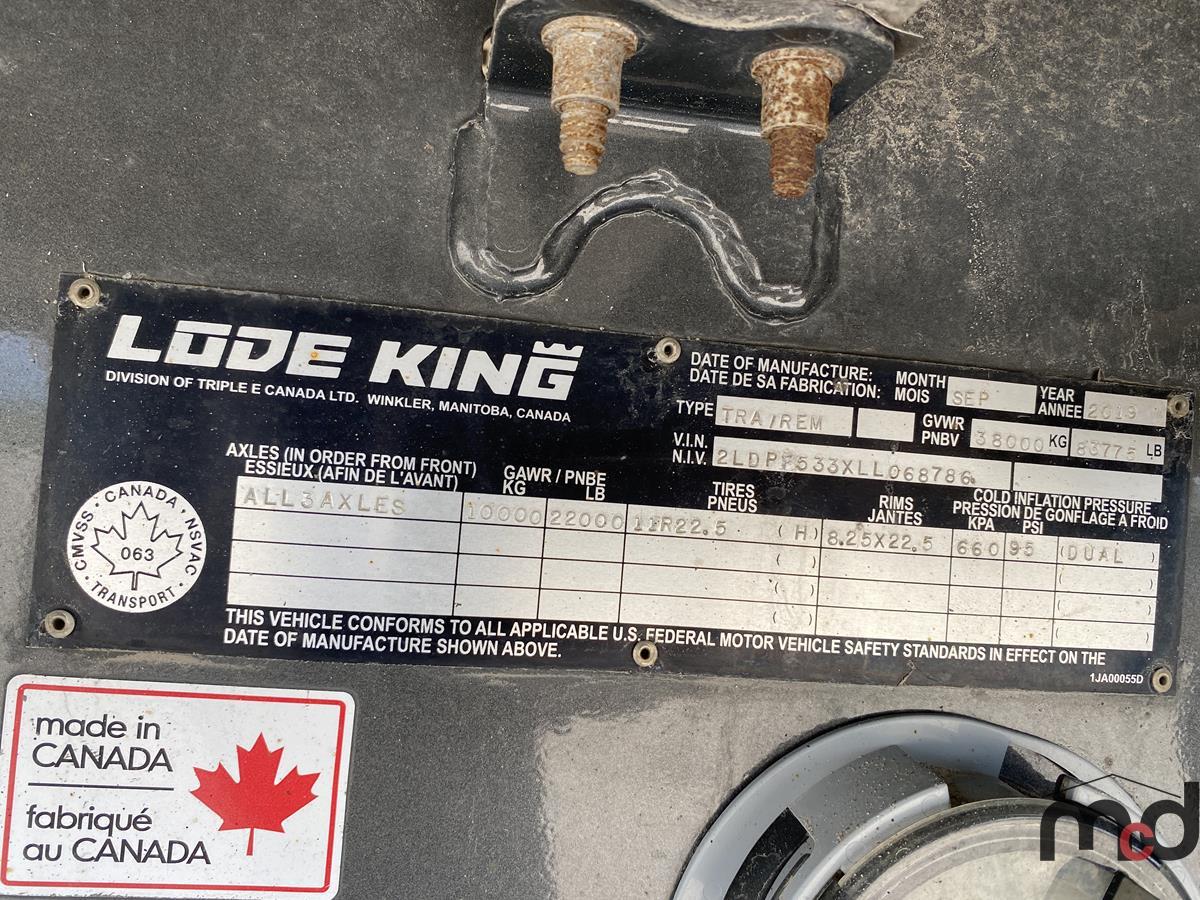 LODE KING
DIVISION OF TRIPLE E CANADA LTD. WINKLER, MANITOBA, CANADA
DATE OF MANUFACTURE:
DATE DE SA FABRICATION:
MONTH
MOIS
SEP
YEAR
ANNEE
2019
TYPE
TRA/REM
GVWR
PNBV
38000 KG
83775 LB
V.I.N.
N.I.V.
AXLES (IN ORDER FROM FRONT)
ESSIEUX (AFIN DE L'AVANT)
GAWR / PNBE
KG LB
TIRES
PNEUS
RIMS
JANTES
COLD INFLATION PRESSURE
PRESSION DE GONFLAGE A FROID
KPA PSI
ALL3AXLES 10000 22000 11R22.5 (H) 8.25X22.5 660 95 (DUAL )
( ) ( )
( ) ( )
( ) ( )
CMVSS · CANADA · NSVAC · TRANSPORT ·
063
THIS VEHICLE CONFORMS TO ALL APPLICABLE U.S. FEDERAL MOTOR VEHICLE SAFETY STANDARDS IN EFFECT ON THE
DATE OF MANUFACTURE SHOWN ABOVE.
1JA00055D
made in
CANADA
fabriqué
au CANADA
mcd